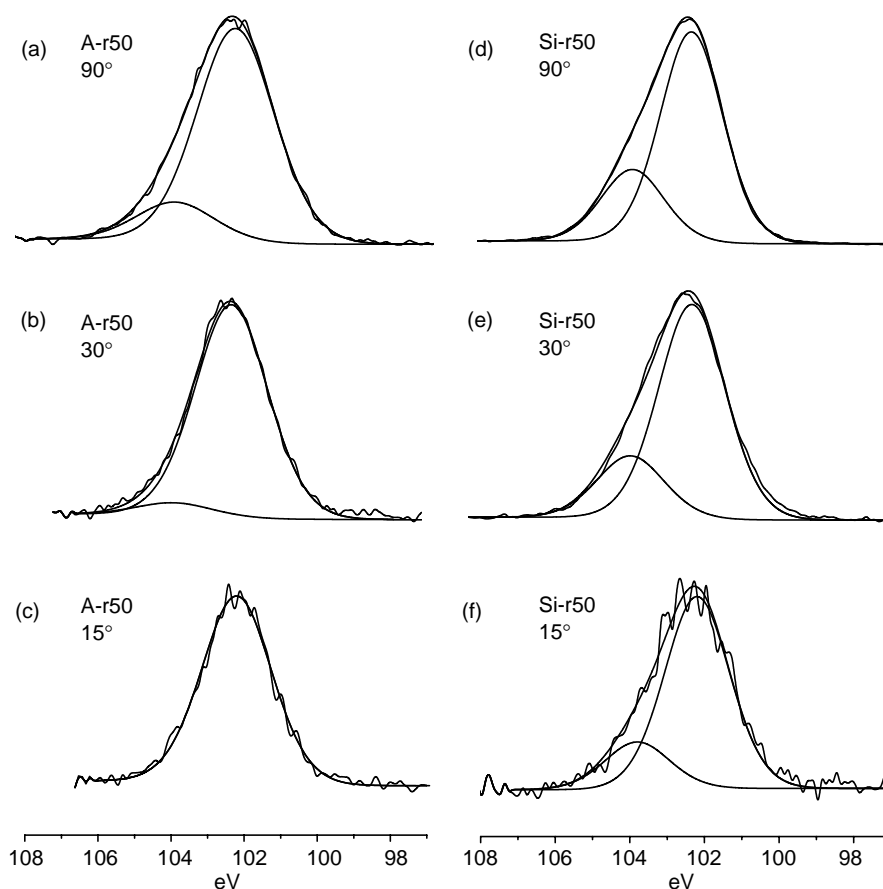 (a) A-r50
90°
(d) Si-r50
90°
(b) A-r50
30°
(e) Si-r50
30°
(c) A-r50
15°
(f) Si-r50
15°
108 106 104 102 100 98
eV
108 106 104 102 100 98
eV